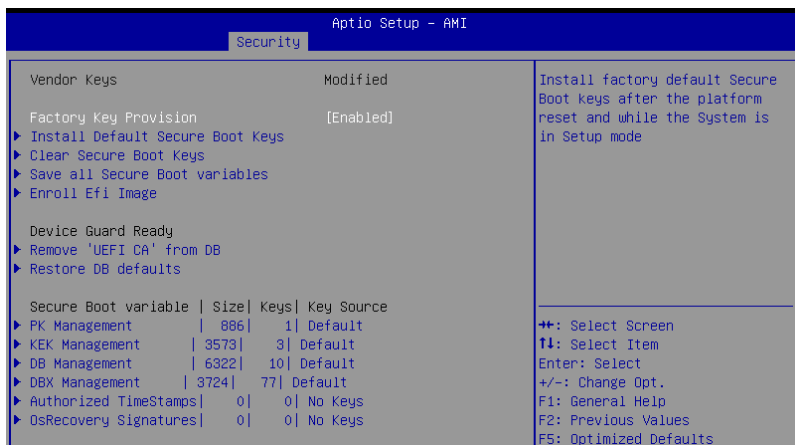 Aptio Setup - AMI
Security
Vendor Keys Modified
Factory Key Provision [Enabled]
Install Default Secure Boot Keys
Clear Secure Boot Keys
Save all Secure Boot variables
Enroll Efi Image
Device Guard Ready
Remove 'UEFI CA' from DB
Restore DB defaults
Secure Boot variable | Size| Keys| Key Source
PK Management | 886| 1| Default
KEK Management | 3573| 3| Default
DB Management | 6322| 10| Default
DBX Management | 3724| 77| Default
Authorized TimeStamps| 0| 0| No Keys
OsRecovery Signatures| 0| 0| No Keys
Install factory default Secure
Boot keys after the platform
reset and while the System is
in Setup mode
→←: Select Screen
↑↓: Select Item
Enter: Select
+/-: Change Opt.
F1: General Help
F2: Previous Values
F5: Optimized Defaults